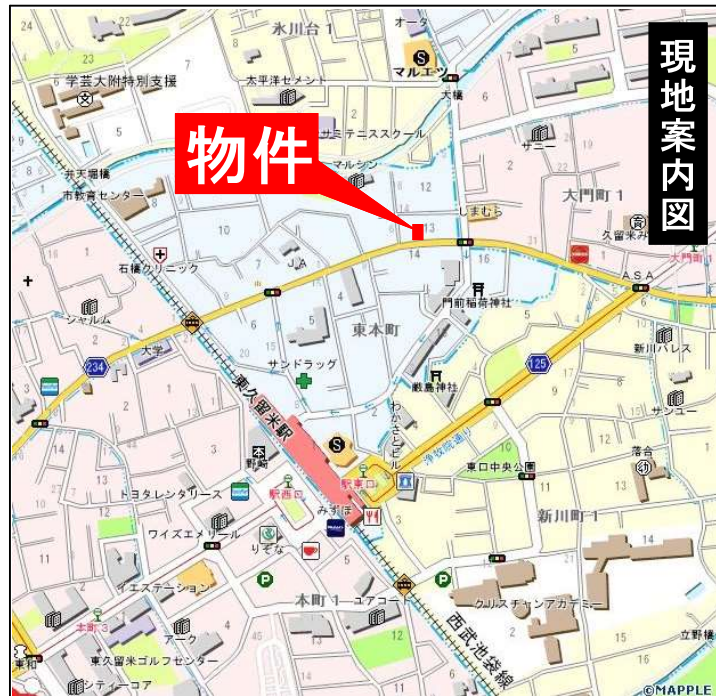 現地案内図
氷川台1
オータ
マルエツ
学芸大附特別支援
太平洋セメント
大橋
サミテニススクール
サニー
物件
マルシン
弁天堀橋
市教育センター
大門町1
しまむら
久留米み
大門町1
石橋クリニック
J.A
門前稲荷神社
A.S.A
シャルム
東本町
大学
234
サンドラッグ
厳島神社
125
新川パレス
東久留米駅
わかさとビル
サンユー
浄牧院通り
野崎
落合
駅東口
東口中央公園
トヨタレンタリース
駅西口
みずほ
新川町1
ワイズエメリール
りそな
イエステーション
本町1
ユアコート
クリスチャンアカデミー
本町3
アーク
西武池袋線
立野橋
東和
東久留米ゴルフセンター
シティーコア
©MAPPLE